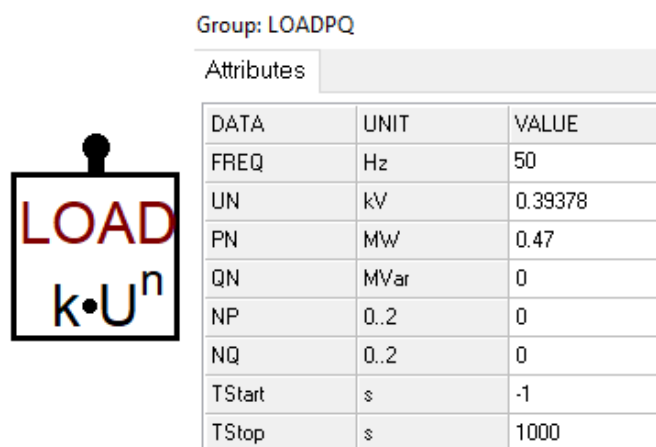 Group: LOADPQ
Attributes
DATA UNIT VALUE
FREQ Hz 50
UN kV 0.39378
PN MW 0.47
QN MVar 0
NP 0..2 0
NQ 0..2 0
TStart s -1
TStop s 1000
LOAD
k•Uⁿ